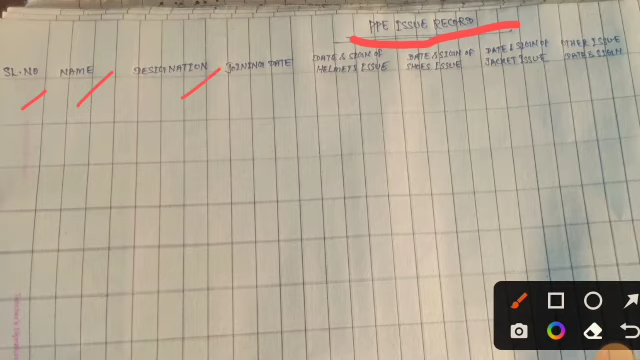 PPE ISSUE RECORD
SL.NO NAME DESIGNATION JOINING DATE
DATE & SIGN OF HELMETS ISSUE
DATE & SIGN OF SHOES ISSUE
DATE & SIGN OF JACKET ISSUE
OTHER ISSUE DATE & SIGN